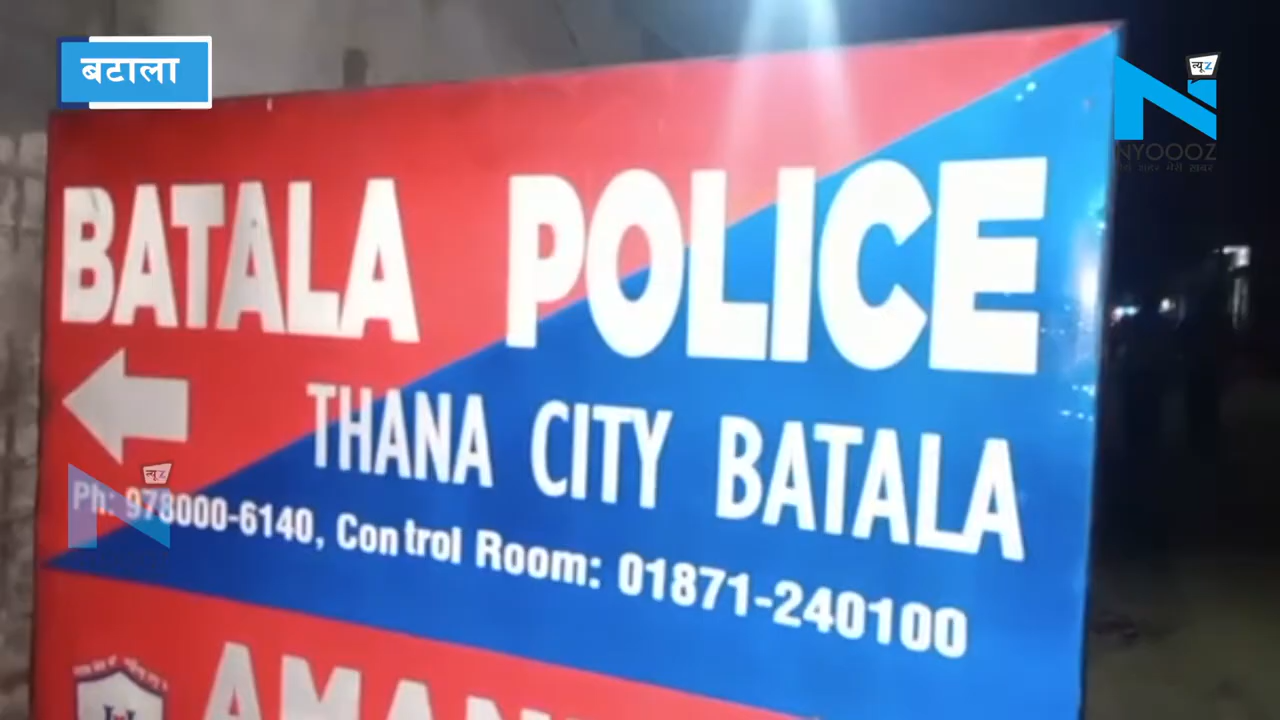 बटाला
न्यूz
NYOOOZ
BATALA POLICE
THANA CITY BATALA
न्यूz
Ph: 978000-6140, Control Room: 01871-240100